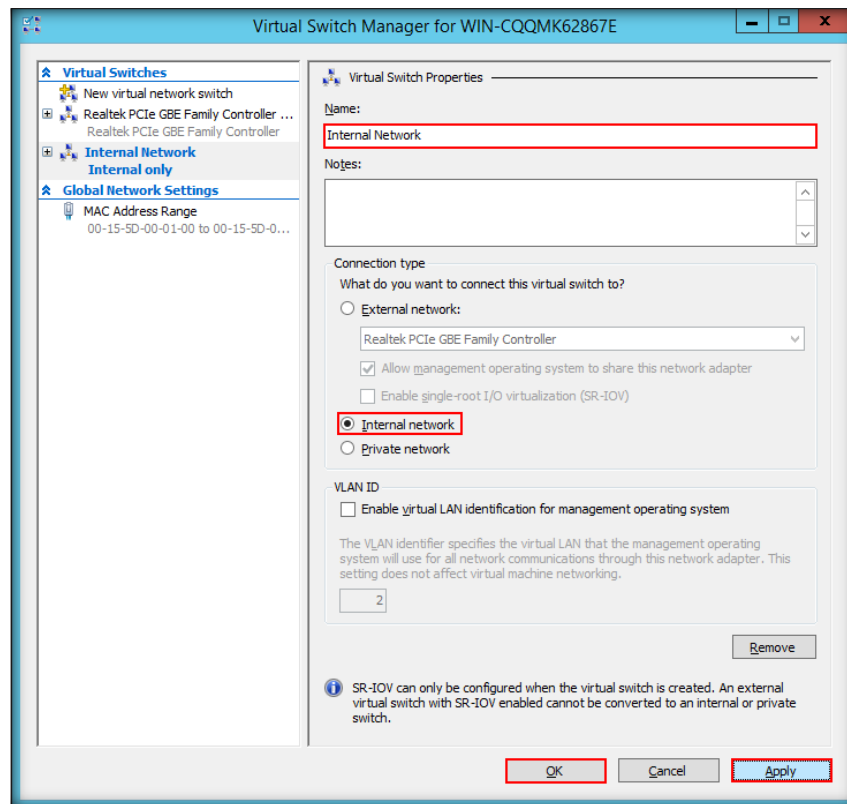 Virtual Switch Manager for WIN-CQQMK62867E
Virtual Switches
New virtual network switch
Realtek PCIe GBE Family Controller ...
Realtek PCIe GBE Family Controller
Internal Network
Internal only
Global Network Settings
MAC Address Range
00-15-5D-00-01-00 to 00-15-5D-0...
Virtual Switch Properties
Name:
Internal Network
Notes:
Connection type
What do you want to connect this virtual switch to?
External network:
Realtek PCIe GBE Family Controller
Allow management operating system to share this network adapter
Enable single-root I/O virtualization (SR-IOV)
Internal network
Private network
VLAN ID
Enable virtual LAN identification for management operating system
The VLAN identifier specifies the virtual LAN that the management operating
system will use for all network communications through this network adapter. This
setting does not affect virtual machine networking.
2
Remove
SR-IOV can only be configured when the virtual switch is created. An external
virtual switch with SR-IOV enabled cannot be converted to an internal or private
switch.
OK
Cancel
Apply